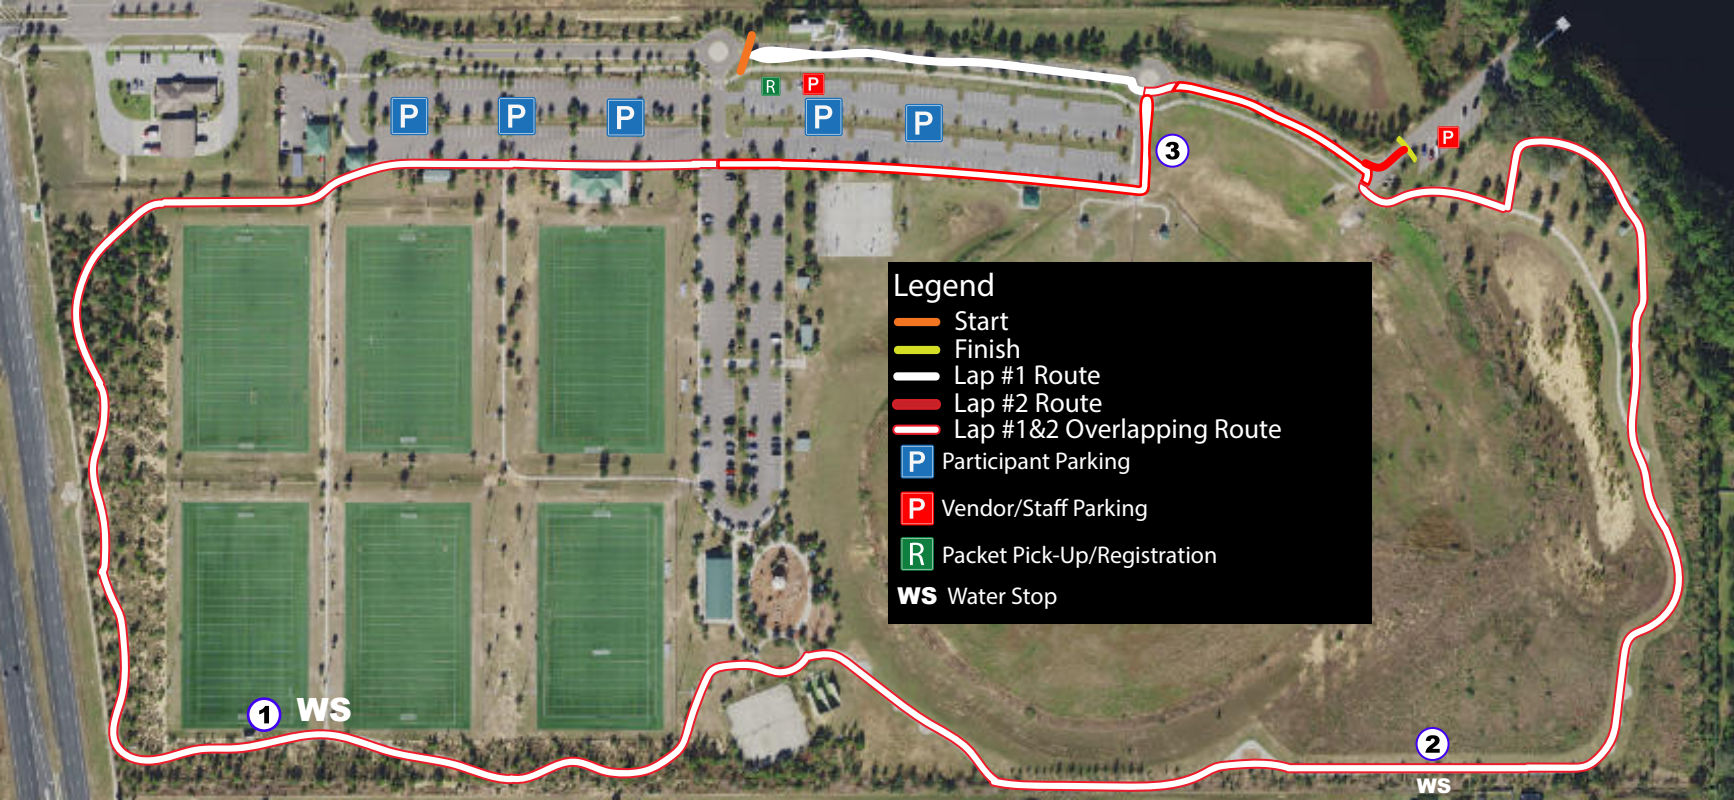 R
P
P
P
P
P
P
P
3
Legend
Start
Finish
Lap #1 Route
Lap #2 Route
Lap #1&2 Overlapping Route
P Participant Parking
P Vendor/Staff Parking
R Packet Pick-Up/Registration
WS Water Stop
1 WS
2
WS